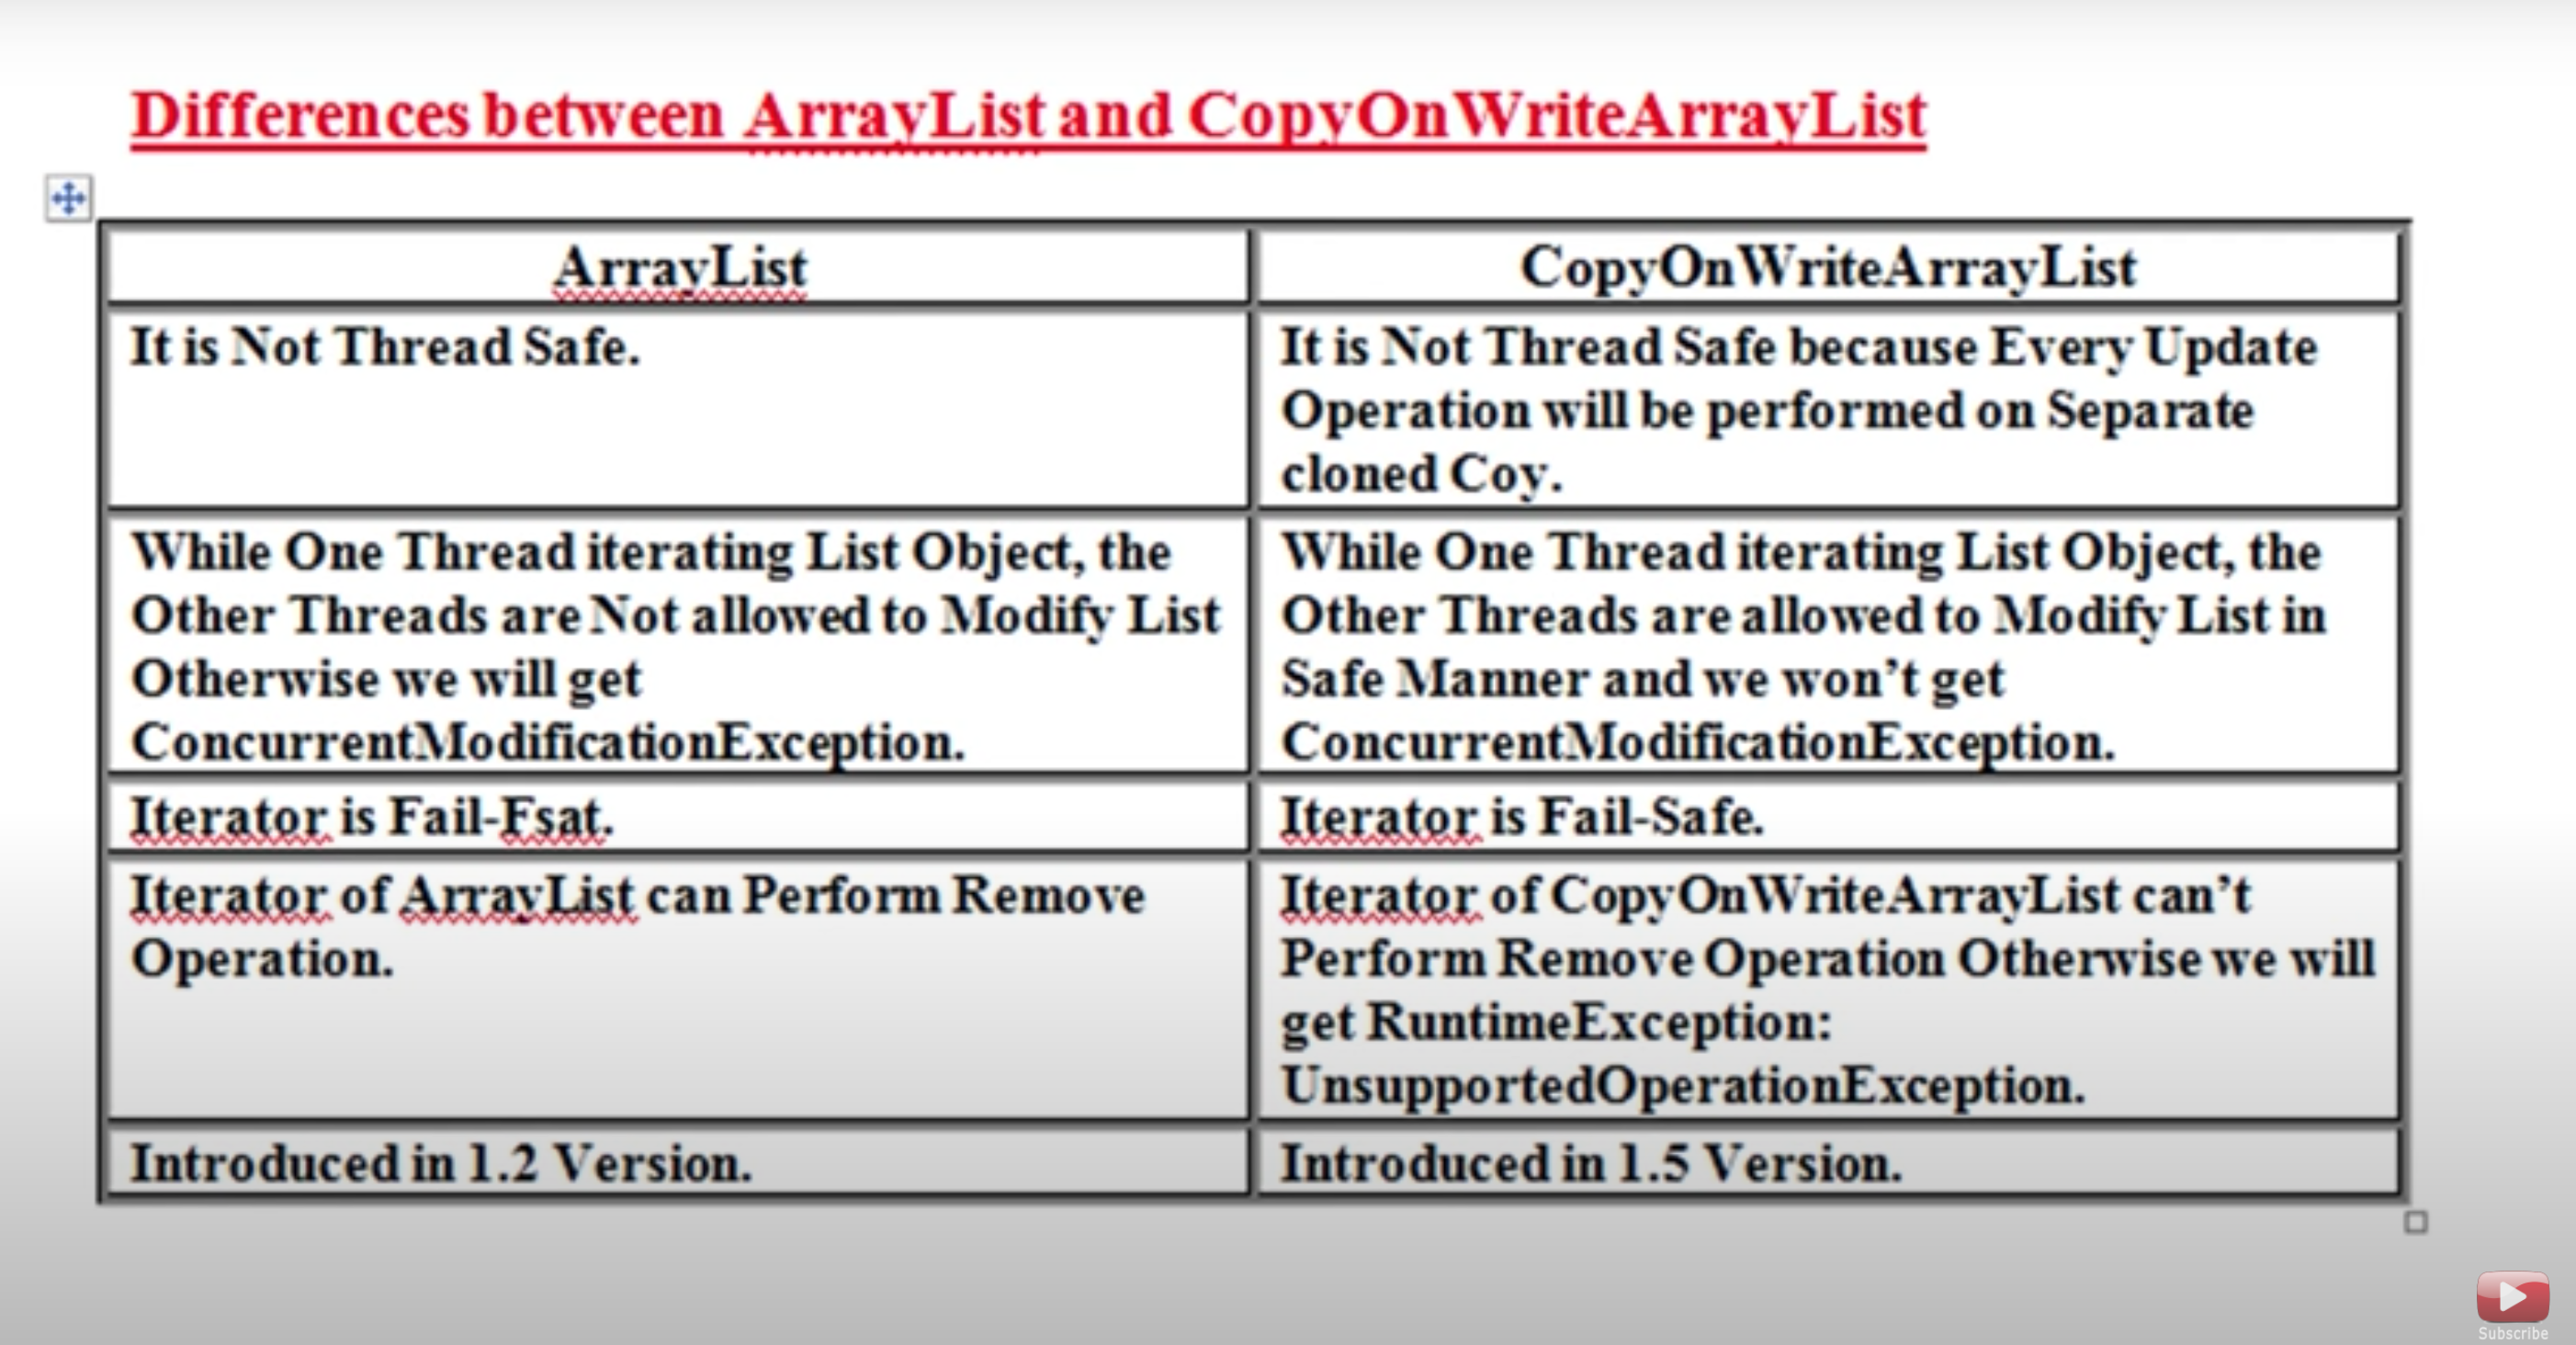 Differences between ArrayList and CopyOnWriteArrayList
ArrayList
CopyOnWriteArrayList
It is Not Thread Safe.
It is Not Thread Safe because Every Update
Operation will be performed on Separate
cloned Coy.
While One Thread iterating List Object, the
Other Threads are Not allowed to Modify List
Otherwise we will get
ConcurrentModificationException.
While One Thread iterating List Object, the
Other Threads are allowed to Modify List in
Safe Manner and we won’t get
ConcurrentModificationException.
Iterator is Fail-Fsat.
Iterator is Fail-Safe.
Iterator of ArrayList can Perform Remove
Operation.
Iterator of CopyOnWriteArrayList can’t
Perform Remove Operation Otherwise we will
get RuntimeException:
UnsupportedOperationException.
Introduced in 1.2 Version.
Introduced in 1.5 Version.
Subscribe